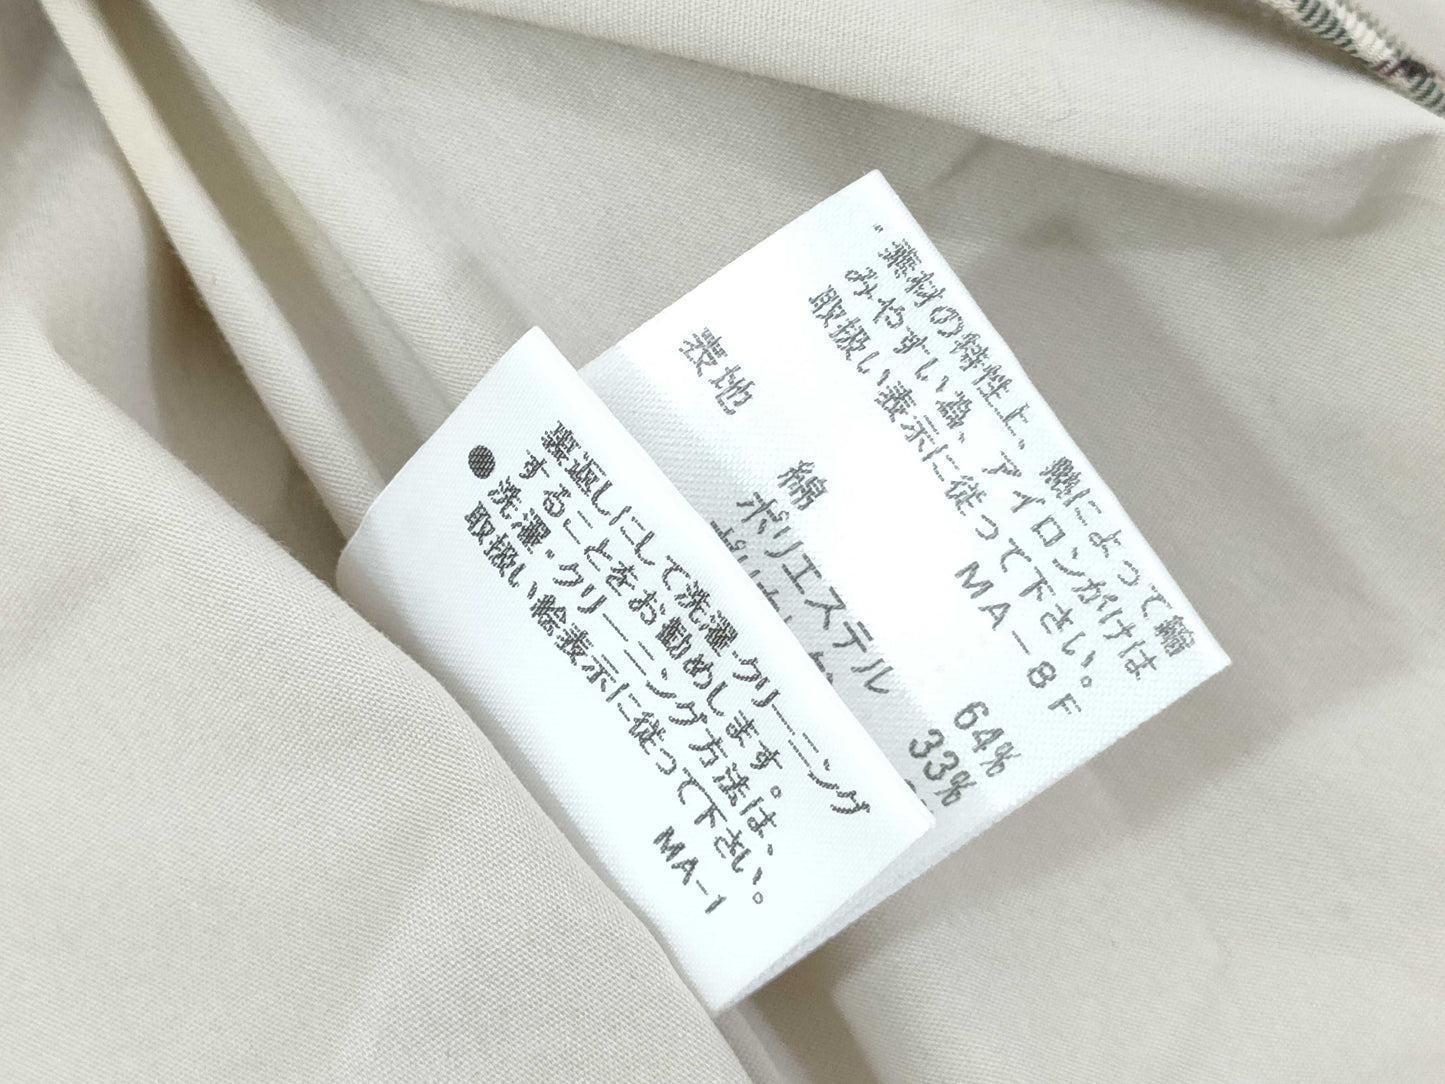 ・素材の特性上、熱によって縮
みやすい為、アイロンがけは
取扱い表示に従って下さい。
MA-8F
表地
綿 64%
ポリエステル 33%
裏返しにして洗濯・クリーニング
することをお勧めします。
●洗濯・クリーニング方法は、
取扱い絵表示に従って下さい。
MA-1